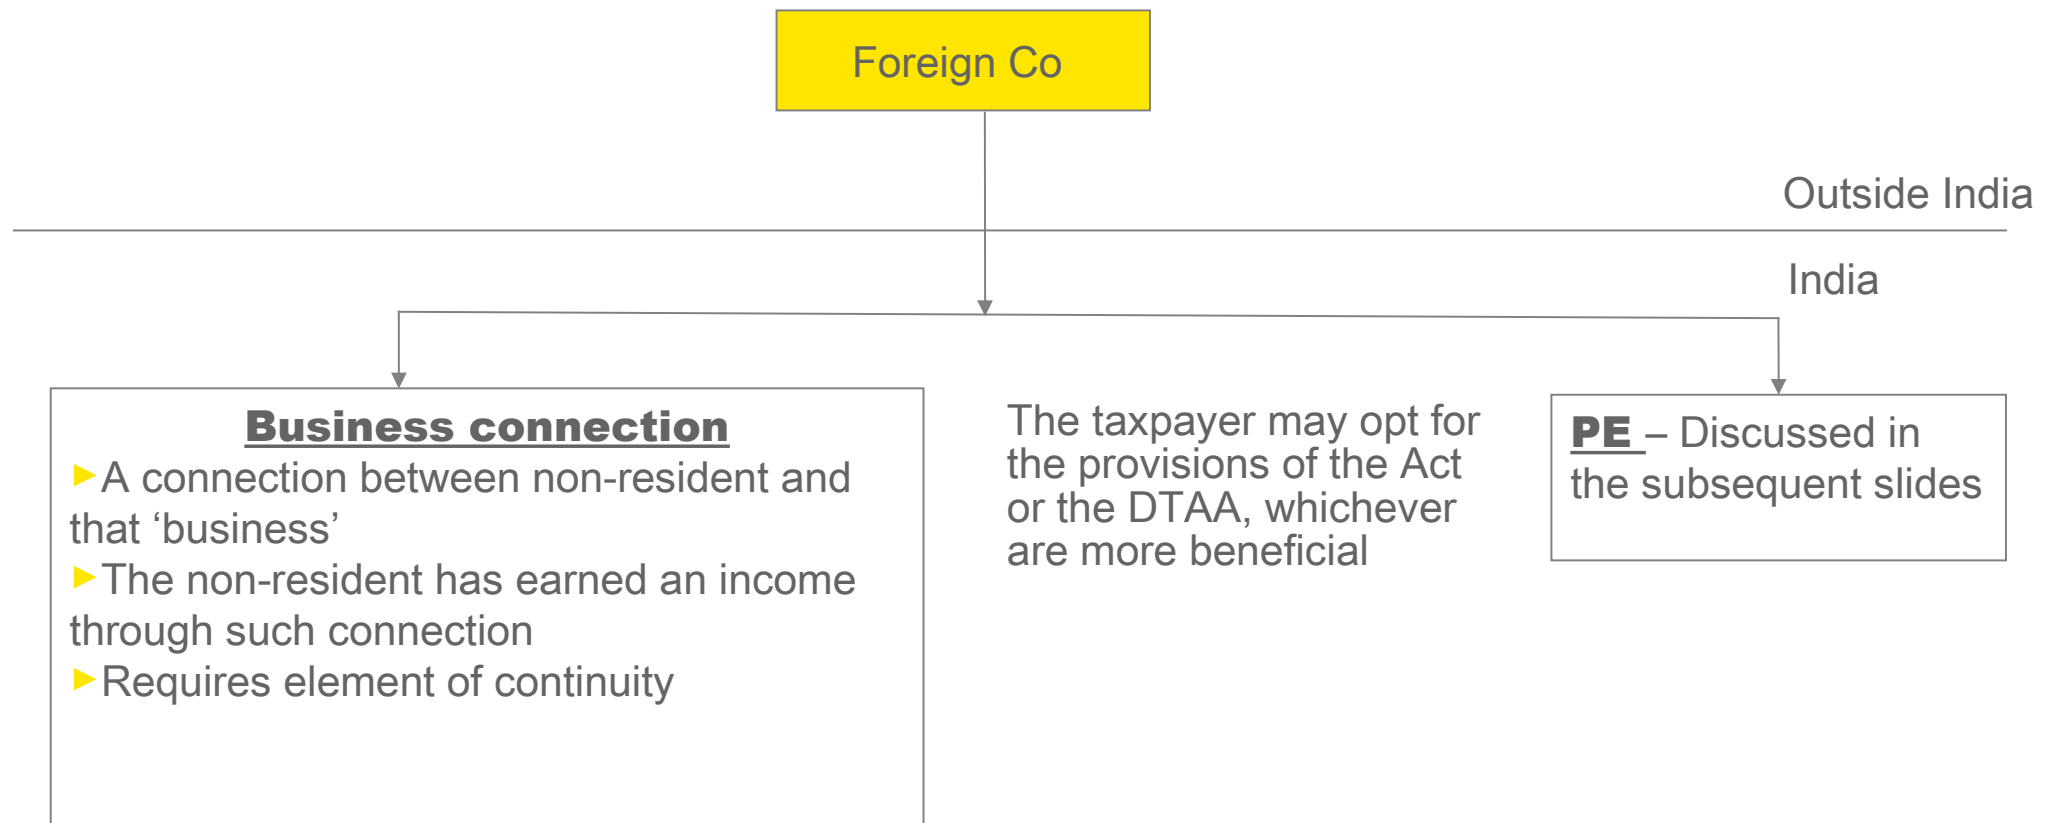 Foreign Co
Outside India
India
Business connection
►A connection between non-resident and
that ‘business’
►The non-resident has earned an income
through such connection
►Requires element of continuity
The taxpayer may opt for
the provisions of the Act
or the DTAA, whichever
are more beneficial
PE – Discussed in
the subsequent slides